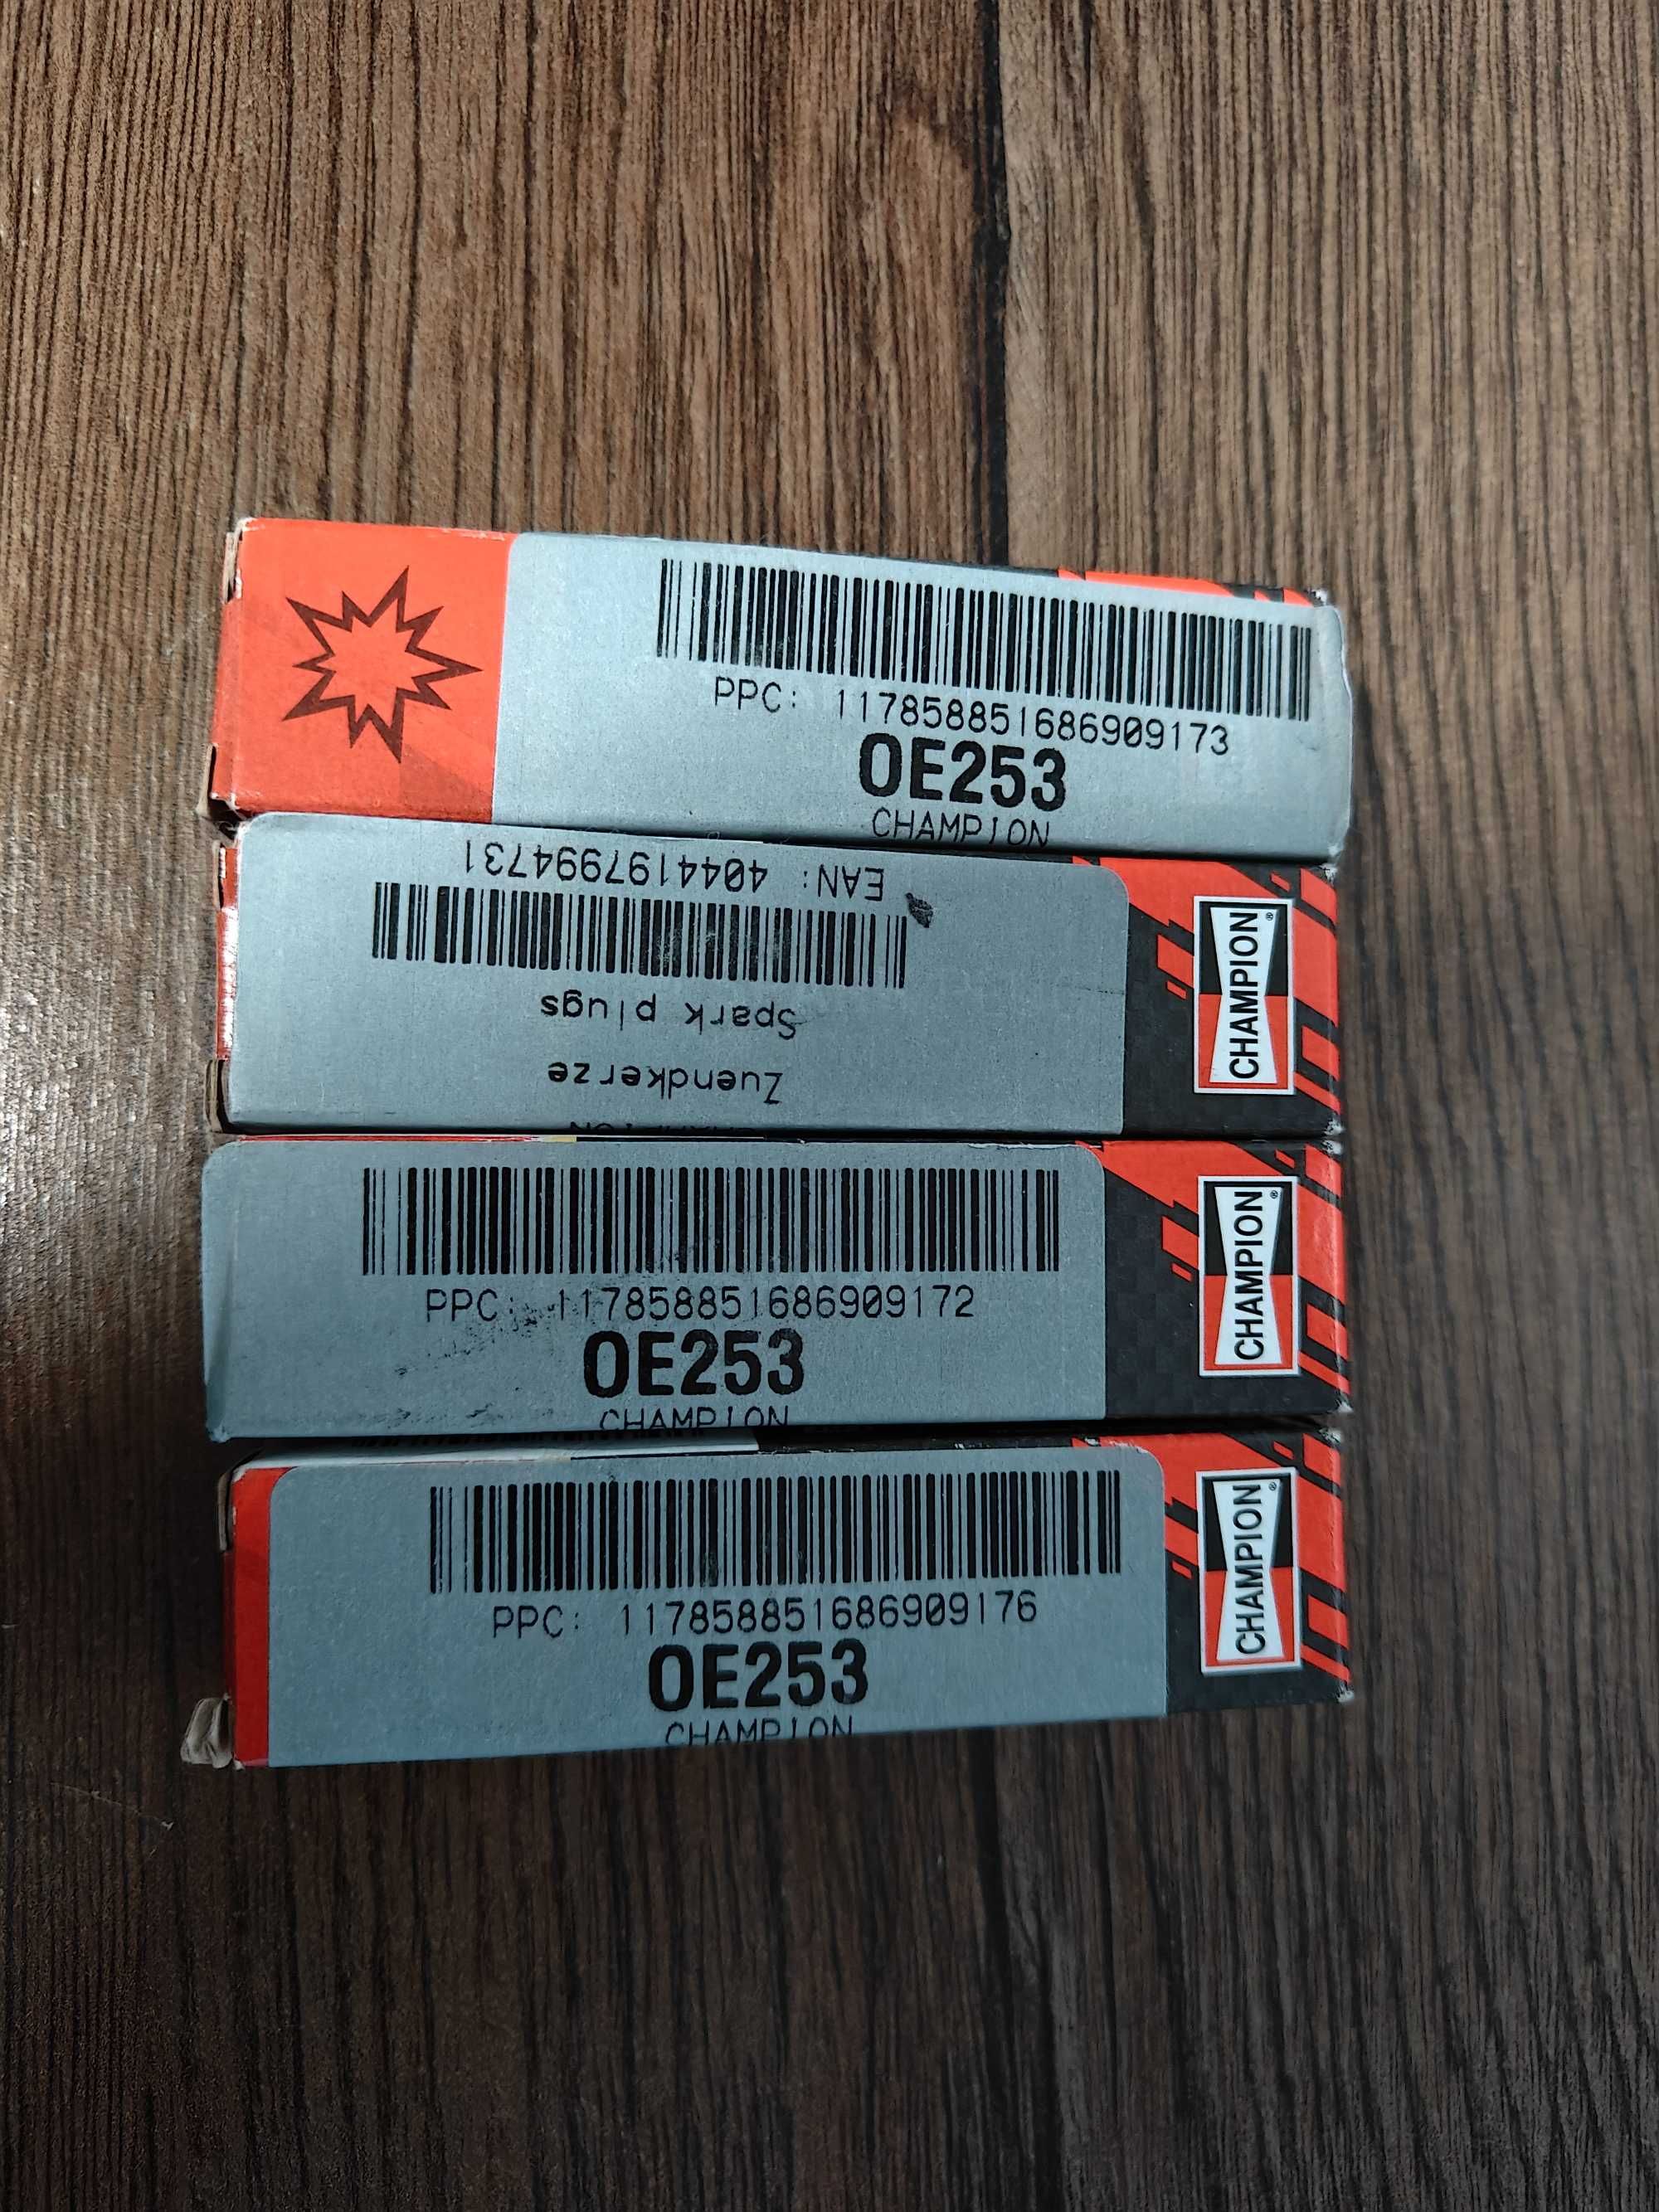 PPC: 117858851686909173
OE253
CHAMPION
EAN: 4044197994731
Spark plugs
Zuendkerze
CHAMPION
CHAMPION
PPC: 117858851686909172
OE253
CHAMPION
CHAMPION
PPC: 117858851686909176
OE253
CHAMPION
CHAMPION